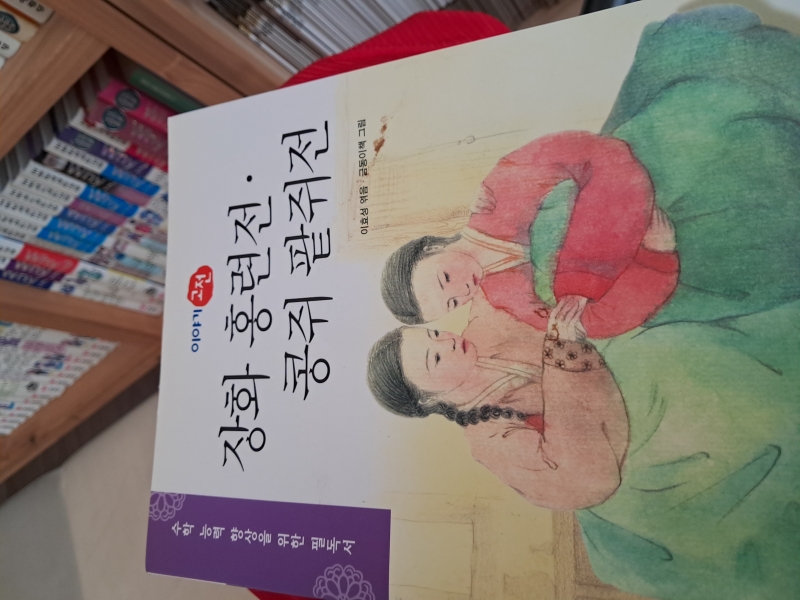 수학 능력 향상을 위한 필독서
이야기 고전
장화 홍련전·
콩쥐 팥쥐전
이효성 엮음 / 금동이책 그림